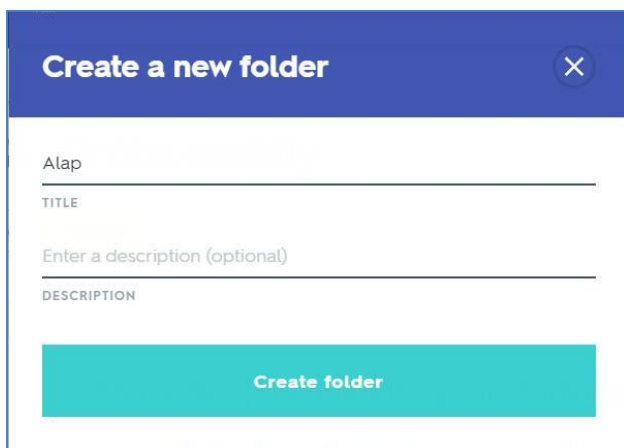 Create a new folder
Alap
TITLE
Enter a description (optional)
DESCRIPTION
Create folder